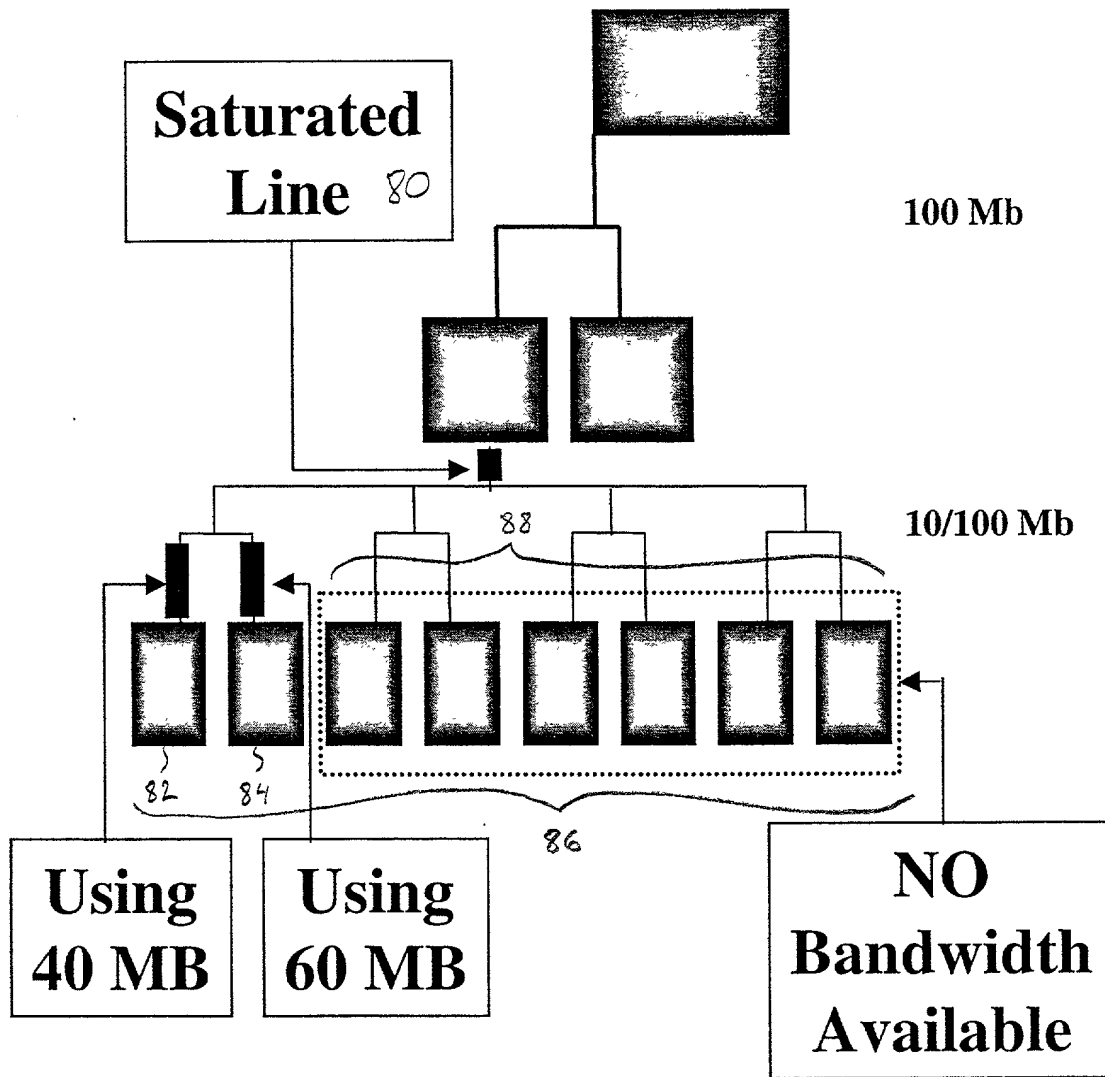 Saturated
Line 80
100 Mb
88
10/100 Mb
82
84
86
Using
40 MB
Using
60 MB
NO
Bandwidth
Available